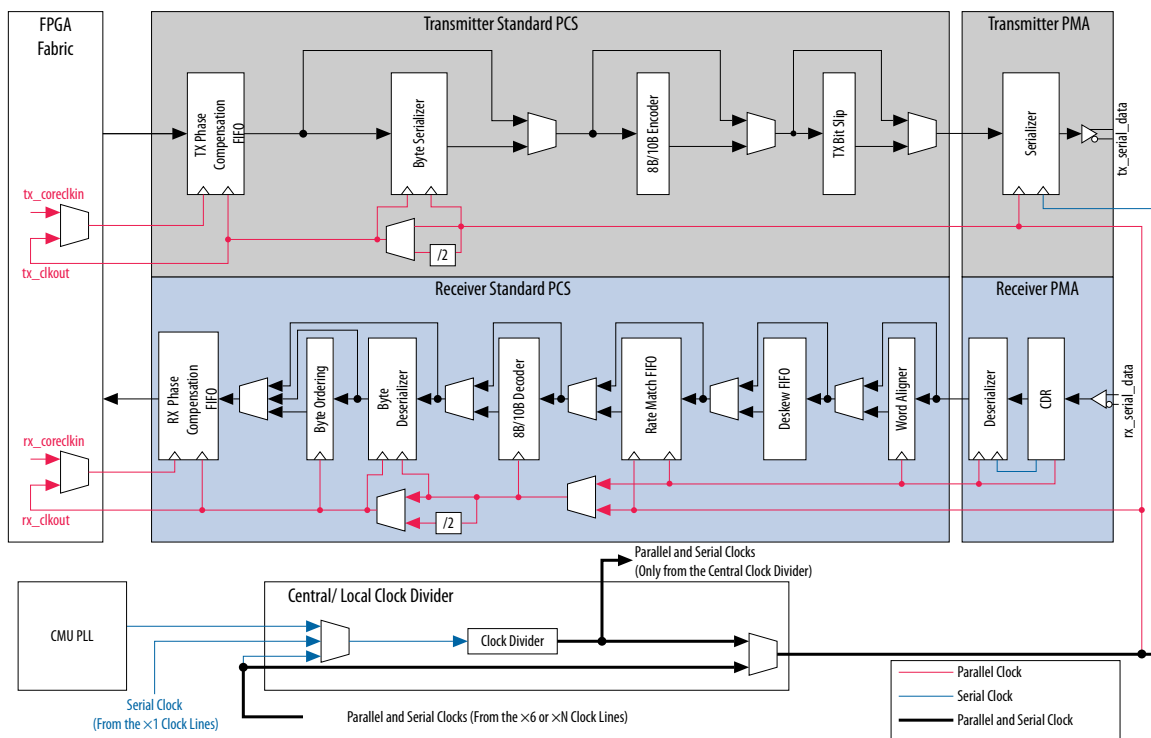 FPGA
Fabric
Transmitter Standard PCS
Transmitter PMA
TX Phase
Compensation
FIFO
Byte Serializer
8B/10B Encoder
TX Bit Slip
Serializer
tx_serial_data
tx_coreclkin
tx_clkout
/2
Receiver Standard PCS
Receiver PMA
RX Phase
Compensation
FIFO
Byte Ordering
Byte
Deserializer
8B/10B Decoder
Rate Match FIFO
Deskew FIFO
Word Aligner
Deserializer
CDR
rx_serial_data
rx_coreclkin
rx_clkout
/2
Parallel and Serial Clocks
(Only from the Central Clock Divider)
Central/ Local Clock Divider
CMU PLL
Clock Divider
Serial Clock
(From the ×1 Clock Lines)
Parallel and Serial Clocks (From the ×6 or ×N Clock Lines)
Parallel Clock
Serial Clock
Parallel and Serial Clock